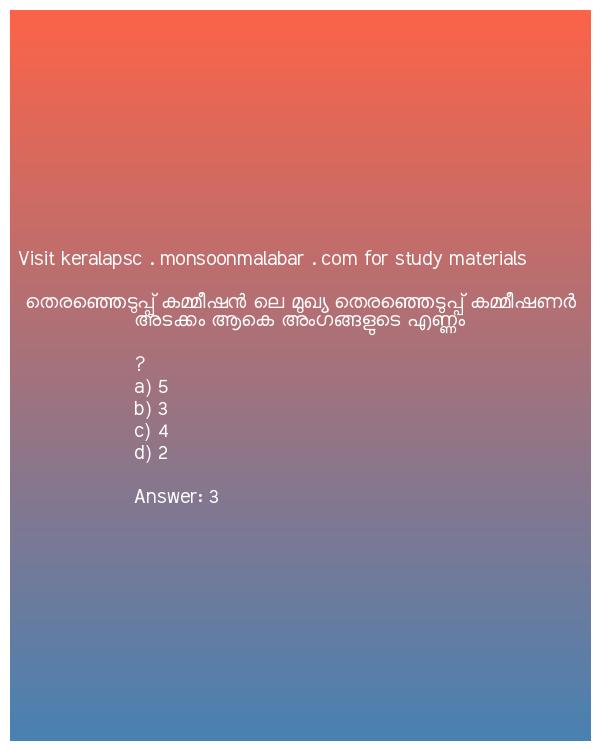 Visit keralapsc . monsoonmalabar . com for study materials
തെരഞ്ഞെടുപ്പ് കമ്മീഷൻ ലെ മുഖ്യ തെരഞ്ഞെടുപ്പ് കമ്മീഷണർ
അടക്കം ആകെ അംഗങ്ങളുടെ എണ്ണം
?
a) 5
b) 3
c) 4
d) 2
Answer: 3